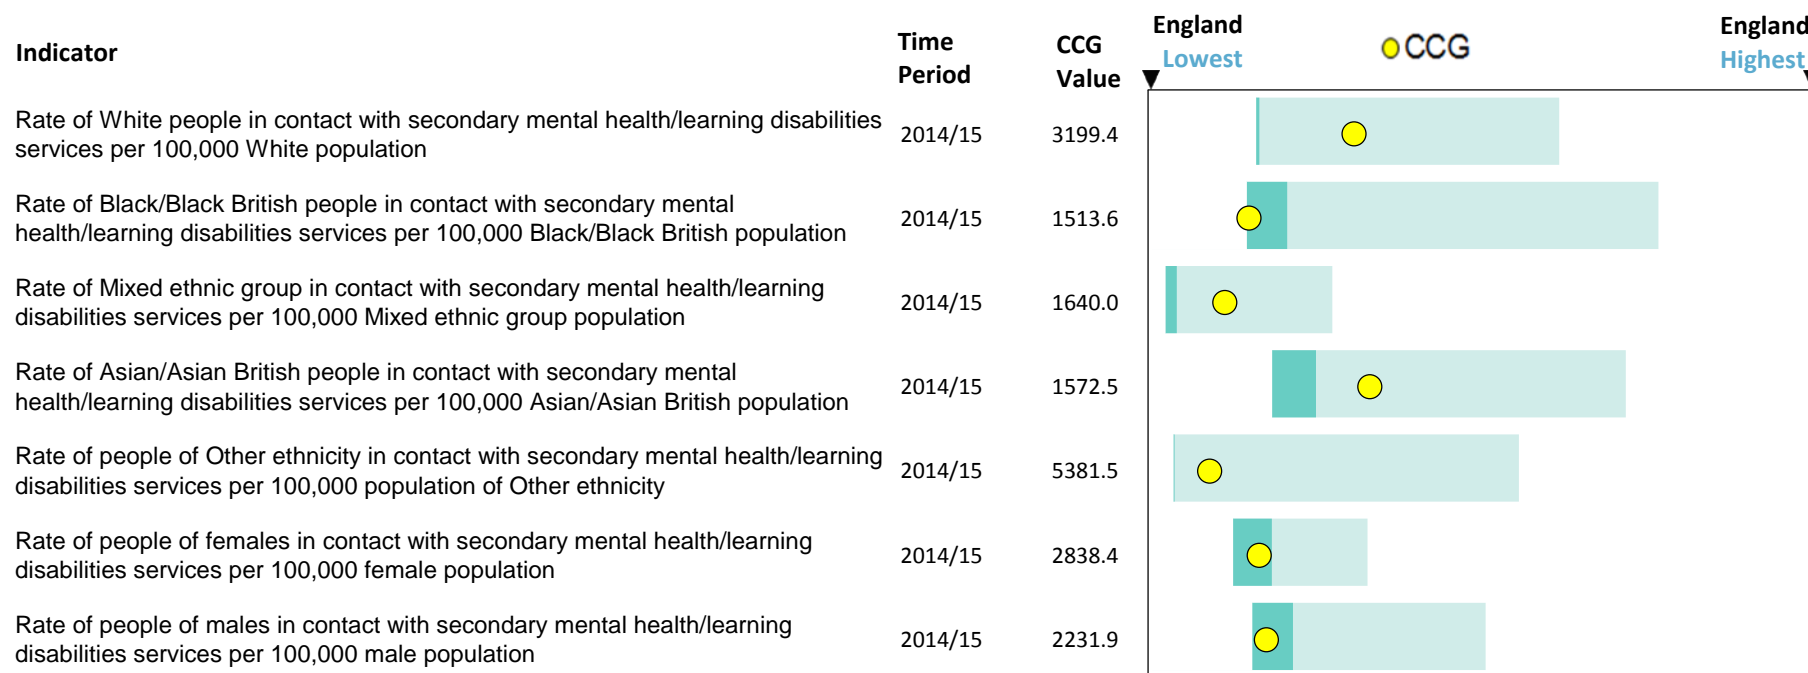 Indicator
Time
Period
CCG
Value
England
Lowest
CCG
England
Highest
Rate of White people in contact with secondary mental health/learning disabilities
services per 100,000 White population
2014/15
3199.4
Rate of Black/Black British people in contact with secondary mental
health/learning disabilities services per 100,000 Black/Black British population
2014/15
1513.6
Rate of Mixed ethnic group in contact with secondary mental health/learning
disabilities services per 100,000 Mixed ethnic group population
2014/15
1640.0
Rate of Asian/Asian British people in contact with secondary mental
health/learning disabilities services per 100,000 Asian/Asian British population
2014/15
1572.5
Rate of people of Other ethnicity in contact with secondary mental health/learning
disabilities services per 100,000 population of Other ethnicity
2014/15
5381.5
Rate of people of females in contact with secondary mental health/learning
disabilities services per 100,000 female population
2014/15
2838.4
Rate of people of males in contact with secondary mental health/learning
disabilities services per 100,000 male population
2014/15
2231.9